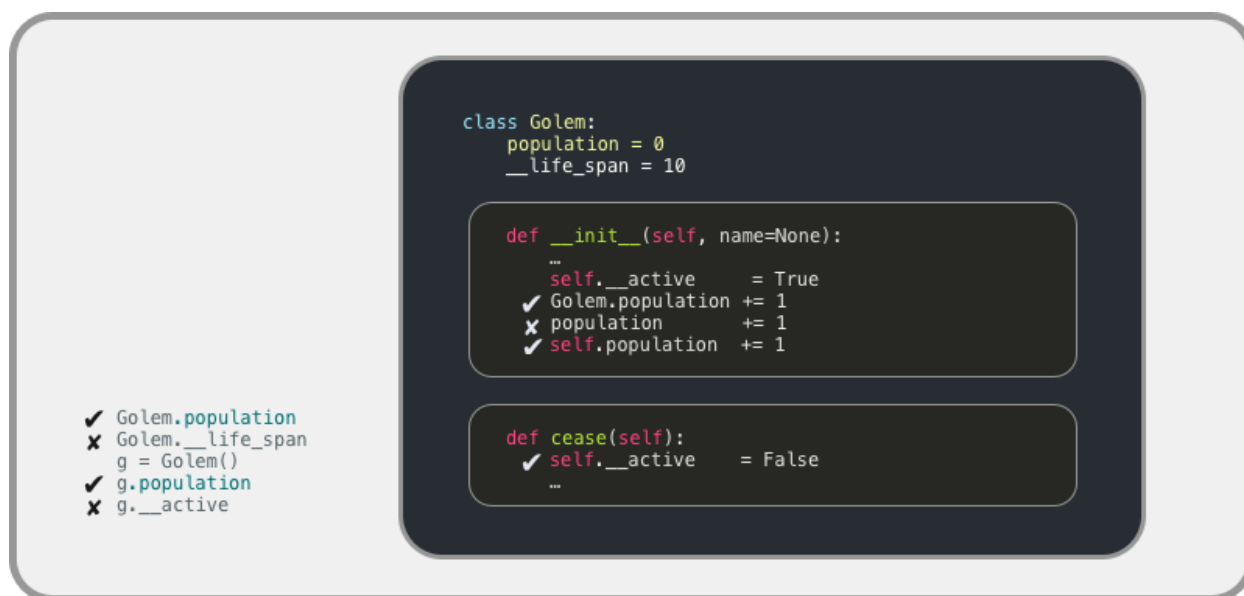 class Golem:
    population = 0
    __life_span = 10
    def __init__(self, name=None):
        …
        self.__active     = True
      ✔ Golem.population += 1
      ✘ population       += 1
      ✔ self.population  += 1
    def cease(self):
      ✔ self.__active    = False
        …
✔ Golem.population
✘ Golem.__life_span
   g = Golem()
✔ g.population
✘ g.__active